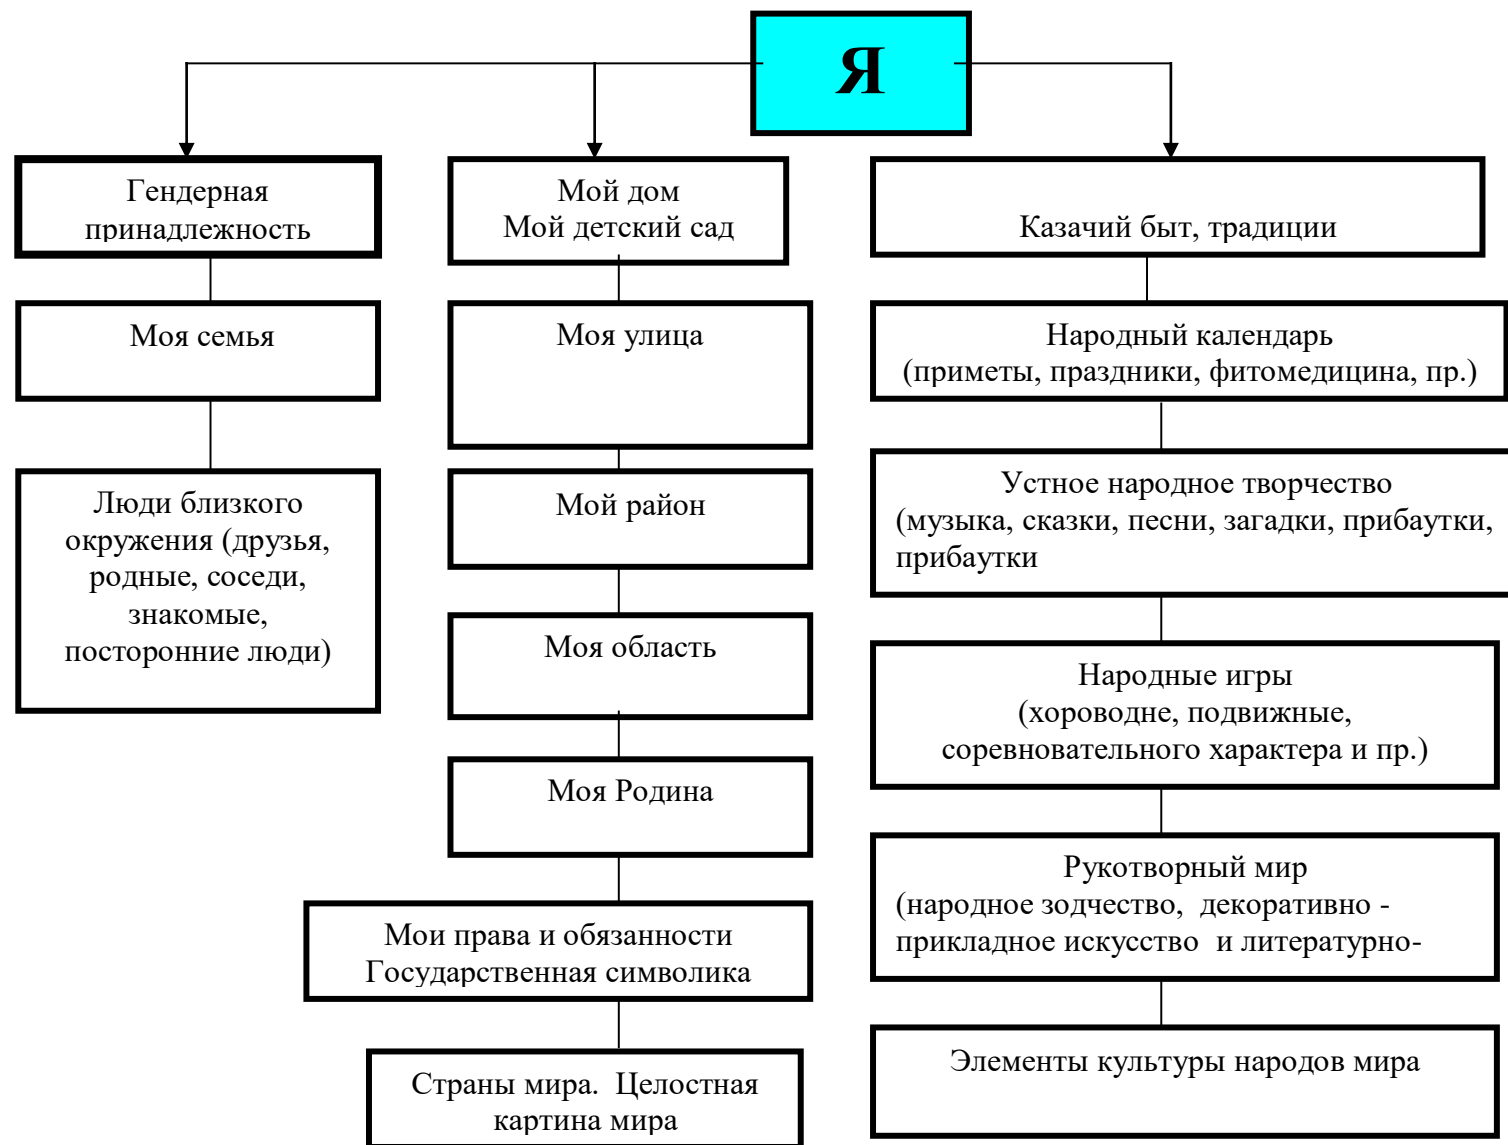 Я
Гендерная
принадлежность
Моя семья
Люди близкого
окружения (друзья,
родные, соседи,
знакомые,
посторонние люди)
Мой дом
Мой детский сад
Моя улица
Мой район
Моя область
Моя Родина
Мои права и обязанности
Государственная символика
Страны мира. Целостная
картина мира
Казачий быт, традиции
Народный календарь
(приметы, праздники, фитомедицина, пр.)
Устное народное творчество
(музыка, сказки, песни, загадки, прибаутки,
прибаутки
Народные игры
(хороводне, подвижные,
соревновательного характера и пр.)
Рукотворный мир
(народное зодчество, декоративно -
прикладное искусство и литературно-
Элементы культуры народов мира